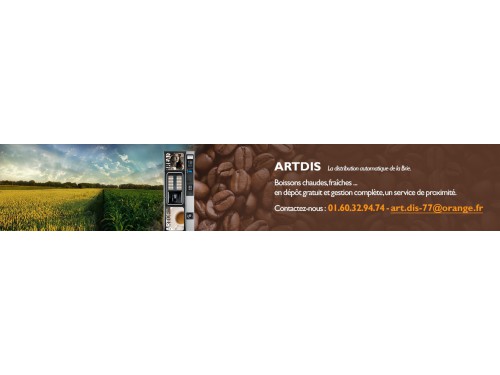 ARTDIS La distribution automatique de la Brie.
Boissons chaudes, fraîches ...
en dépôt gratuit et gestion complète, un service de proximité.
Contactez-nous : 01.60.32.94.74 - art.dis-77@orange.fr